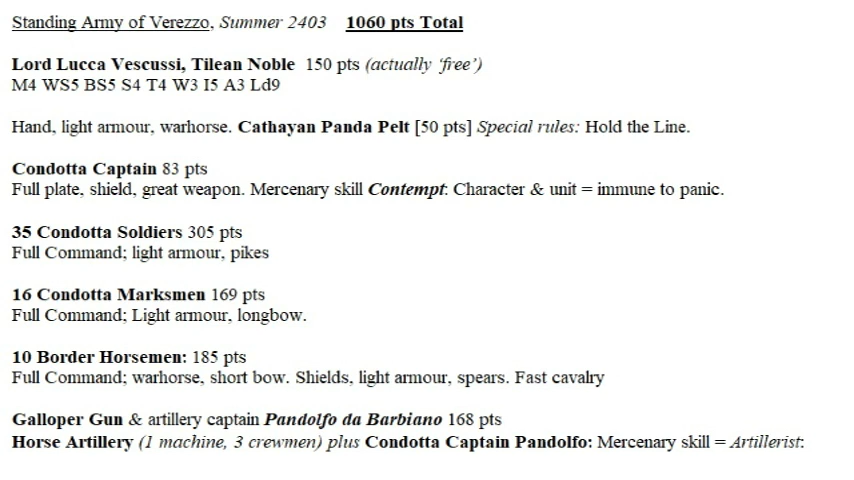 Standing Army of Verezzo, Summer 2403 1060 pts Total
Lord Lucca Vescussi, Tilean Noble 150 pts (actually 'free')
M4 WS5 BS5 S4 T4 W3 I5 A3 Ld9
Hand, light armour, warhorse. Cathayan Panda Pelt [50 pts] Special rules: Hold the Line.
Condotta Captain 83 pts
Full plate, shield, great weapon. Mercenary skill Contempt: Character & unit = immune to panic.
35 Condotta Soldiers 305 pts
Full Command; light armour, pikes
16 Condotta Marksmen 169 pts
Full Command; Light armour, longbow.
10 Border Horsemen: 185 pts
Full Command; warhorse, short bow. Shields, light armour, spears. Fast cavalry
Galloper Gun & artillery captain Pandolfo da Barbiano 168 pts
Horse Artillery (1 machine, 3 crewmen) plus Condotta Captain Pandolfo: Mercenary skill = Artillerist: